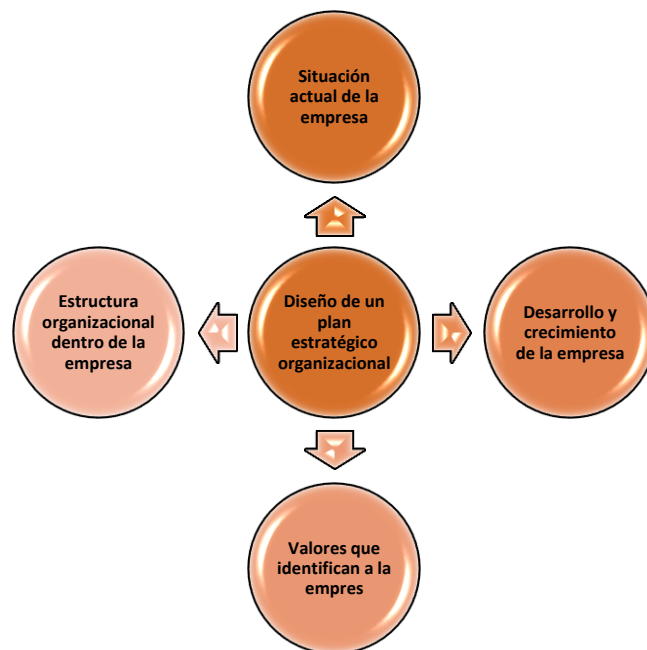 Situación
actual de la
empresa
Estructura
organizacional
dentro de la
empresa
Diseño de un
plan
estratégico
organizacional
Desarrollo y
crecimiento
de la empresa
Valores que
identifican a la
empres